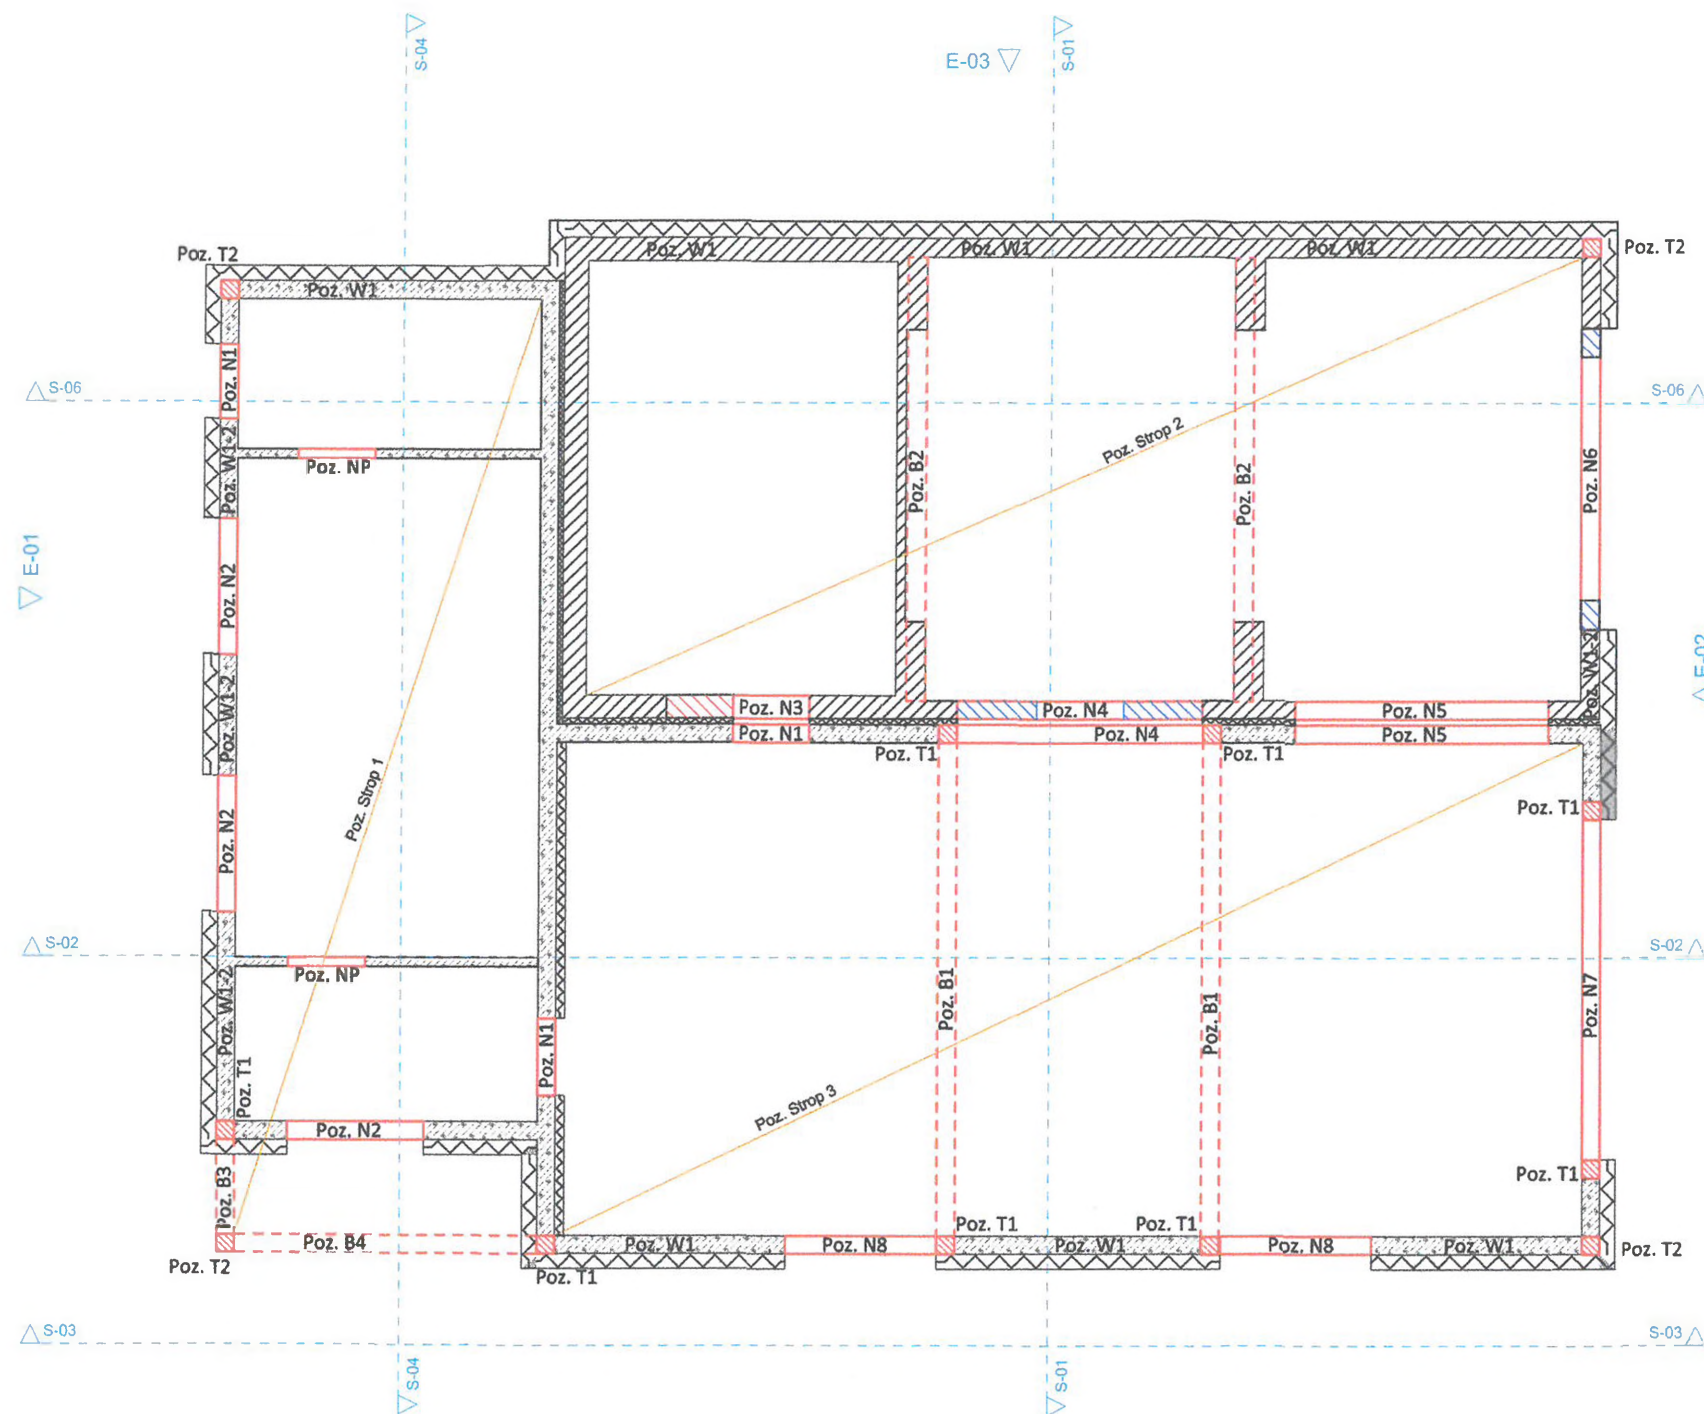 S-04
E-03
S-01
Poz. T2
Poz. W1
Poz. W1
Poz. W1
Poz. T2
Poz. W1
Poz. N1
S-06
S-06
Poz. W1-2
Poz. NP
Poz. Strop 2
Poz. B2
Poz. B2
Poz. N6
E-01
Poz. N2
Poz. W1-2
E-02
Poz. W1-2
Poz. N3
Poz. N4
Poz. N5
Poz. N1
Poz. N4
Poz. N5
Poz. T1
Poz. T1
Poz. Strop 1
Poz. N2
Poz. T1
S-02
S-02
Poz. NP
Poz. W1-2
Poz. B1
Poz. B1
Poz. N7
Poz. N1
Poz. T1
Poz. Strop 3
Poz. N2
Poz. T1
Poz. B3
Poz. T1
Poz. T1
Poz. B4
Poz. W1
Poz. N8
Poz. W1
Poz. N8
Poz. W1
Poz. T2
Poz. T2
Poz. T1
S-03
S-03
S-04
S-01